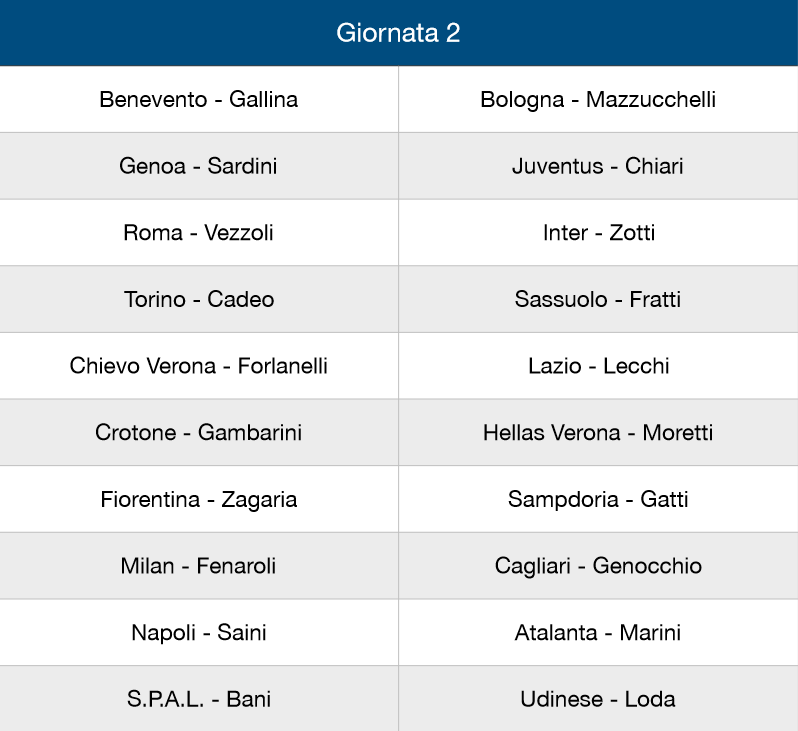 Giornata 2
Benevento - Gallina
Bologna - Mazzucchelli
Genoa - Sardini
Juventus - Chiari
Roma - Vezzoli
Inter - Zotti
Torino - Cadeo
Sassuolo - Fratti
Chievo Verona - Forlanelli
Lazio - Lecchi
Crotone - Gambarini
Hellas Verona - Moretti
Fiorentina - Zagaria
Sampdoria - Gatti
Milan - Fenaroli
Cagliari - Genocchio
Napoli - Saini
Atalanta - Marini
S.P.A.L. - Bani
Udinese - Loda